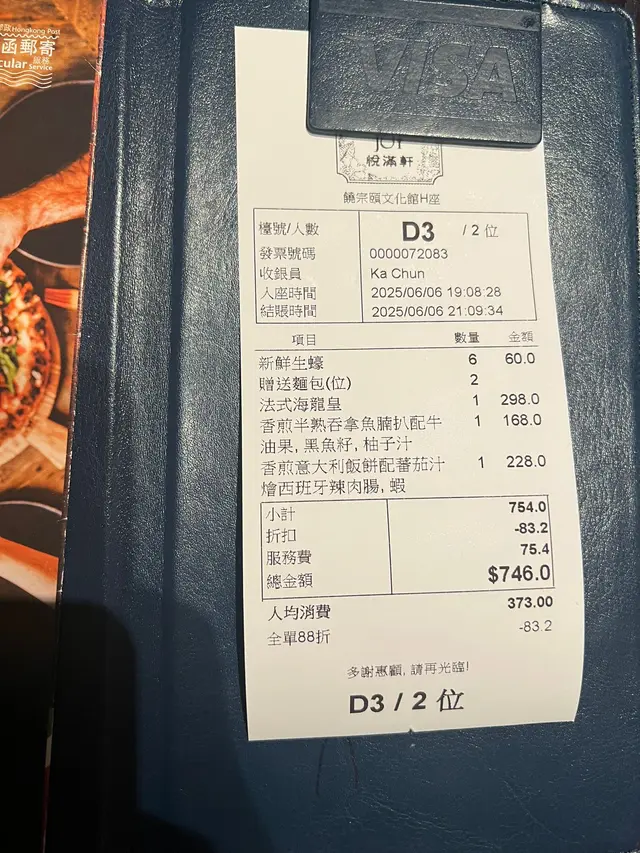 Hongkong Post
函郵寄
cular Service
服務
VISA
JOY
悅滿軒
饒宗頤文化館H座
檯號/人數 D3 / 2 位
發票號碼 0000072083
收銀員 Ka Chun
入座時間 2025/06/06 19:08:28
結賬時間 2025/06/06 21:09:34
項目 數量 金額
新鮮生蠔 6 60.0
贈送麵包(位) 2
法式海龍皇 1 298.0
香煎半熟吞拿魚腩扒配牛 1 168.0
油果, 黑魚籽, 柚子汁
香煎意大利飯餅配蕃茄汁 1 228.0
燴西班牙辣肉腸, 蝦
小計 754.0
折扣 -83.2
服務費 75.4
總金額 $746.0
人均消費 373.00
全單88折 -83.2
多謝惠顧, 請再光臨!
D3 / 2 位